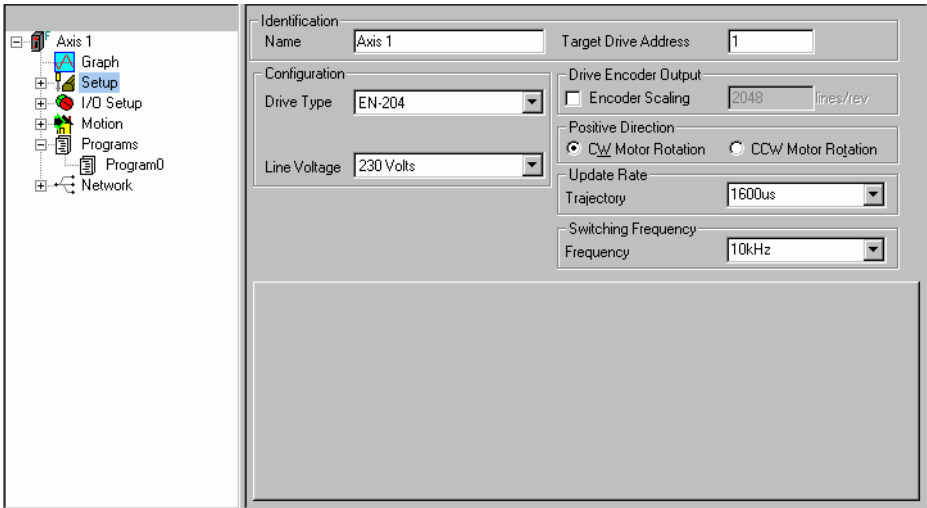 Axis 1
Graph
Setup
I/O Setup
Motion
Programs
Program0
Network
Identification
Name Axis 1 Target Drive Address 1
Configuration
Drive Type EN-204
Line Voltage 230 Volts
Drive Encoder Output
Encoder Scaling 2048 lines/rev
Positive Direction
CW Motor Rotation CCW Motor Rotation
Update Rate
Trajectory 1600us
Switching Frequency
Frequency 10kHz